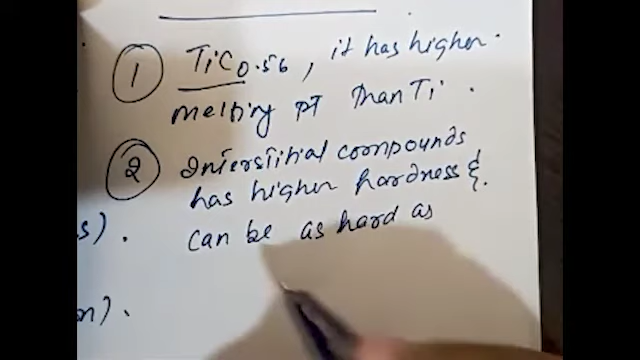 ① TiC0.56, it has higher
melting pt Than Ti.
② Interstitial compounds
has higher hardness &
can be as hard as
s).
n).